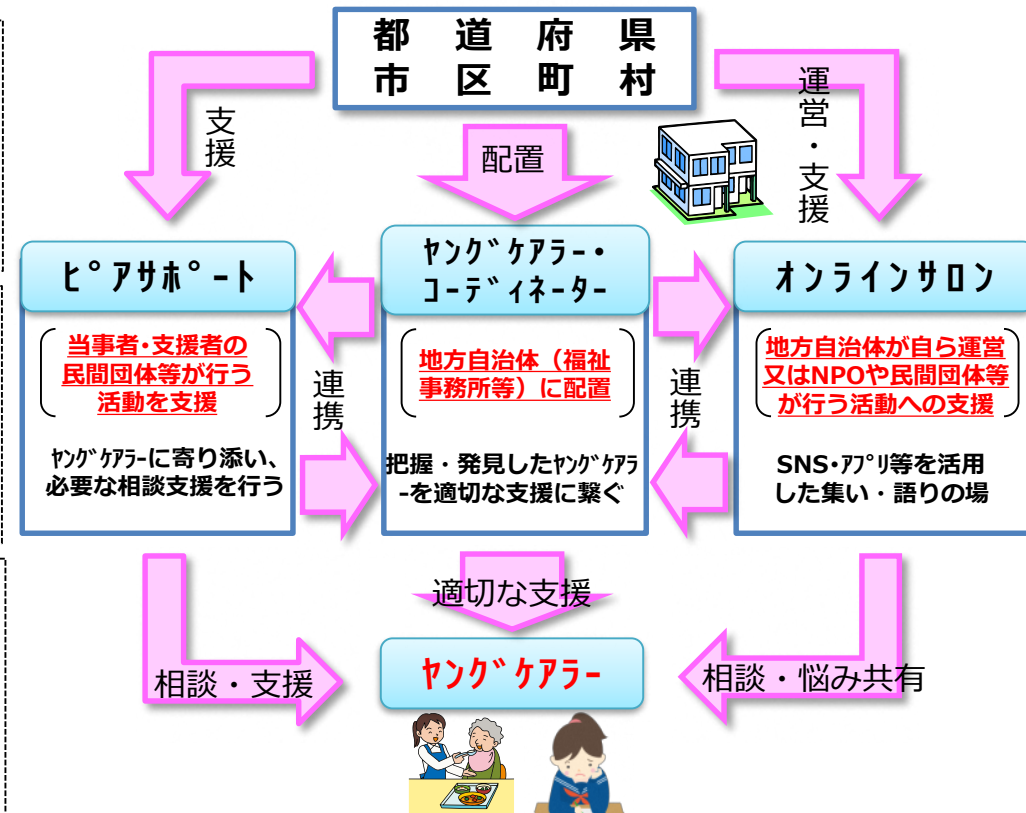 都道府県
市区町村
支援
配置
運営・支援
ﾋﾟｱｻﾎﾟｰﾄ
ﾔﾝｸﾞｹｱﾗｰ・
ｺｰﾃﾞｨﾈｰﾀｰ
オンラインサロン
当事者・支援者の
民間団体等が行う
活動を支援
ﾔﾝｸﾞｹｱﾗｰに寄り添い、
必要な相談支援を行う
連携
地方自治体（福祉
事務所等）に配置
把握・発見したﾔﾝｸﾞｹｱﾗ
ｰを適切な支援に繋ぐ
連携
地方自治体が自ら運営
又はNPOや民間団体等
が行う活動への支援
SNS・ｱﾌﾟﾘ等を活用
した集い・語りの場
適切な支援
相談・支援
ﾔﾝｸﾞｹｱﾗｰ
相談・悩み共有